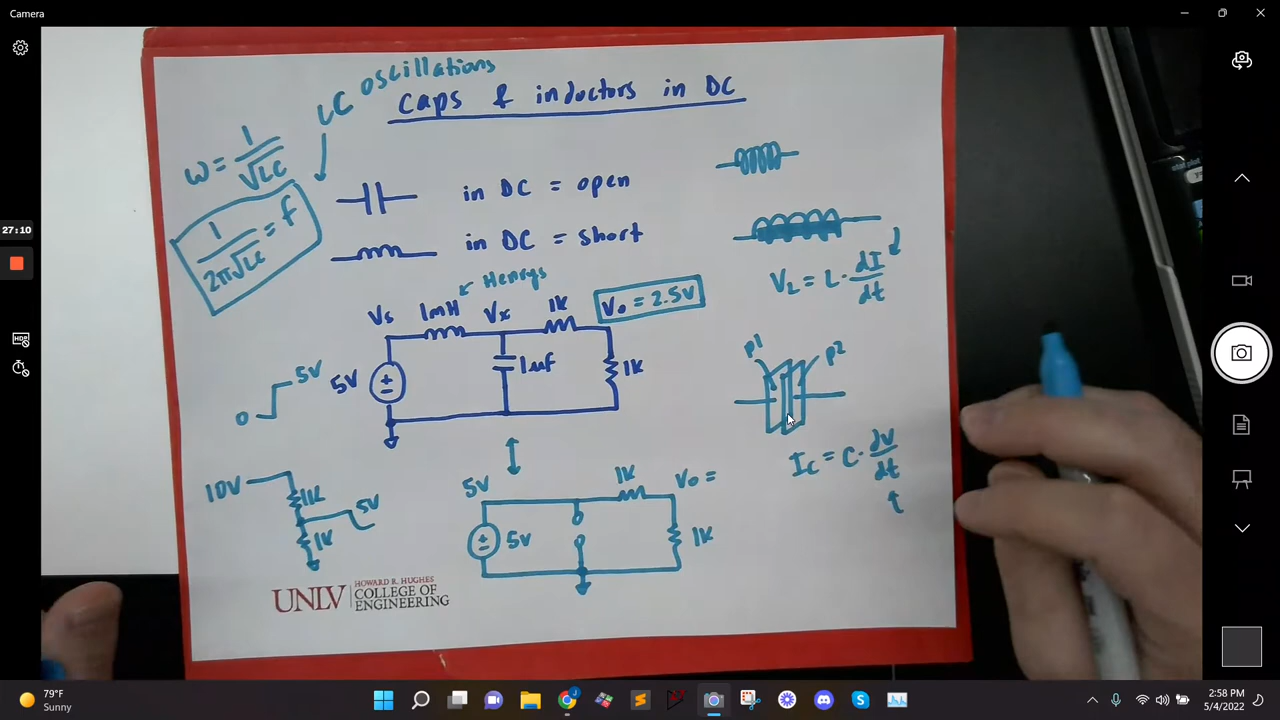 Camera
27:10
LC oscillations
caps & inductors in DC
ω = 1/√LC
1/2π√LC = f
in DC = open
in DC = short
Henrys
Vs 1mH Vx 1K Vo = 2.5V
5V 1uf 1K
0 5V
VL = L · dI/dt
P1 P2
Ic = C · dV/dt
t
10V 1K 5V
1K
5V 1K Vo =
5V 1K
UNLV HOWARD R. HUGHES
COLLEGE OF
ENGINEERING
79°F
Sunny
2:58 PM
5/4/2022